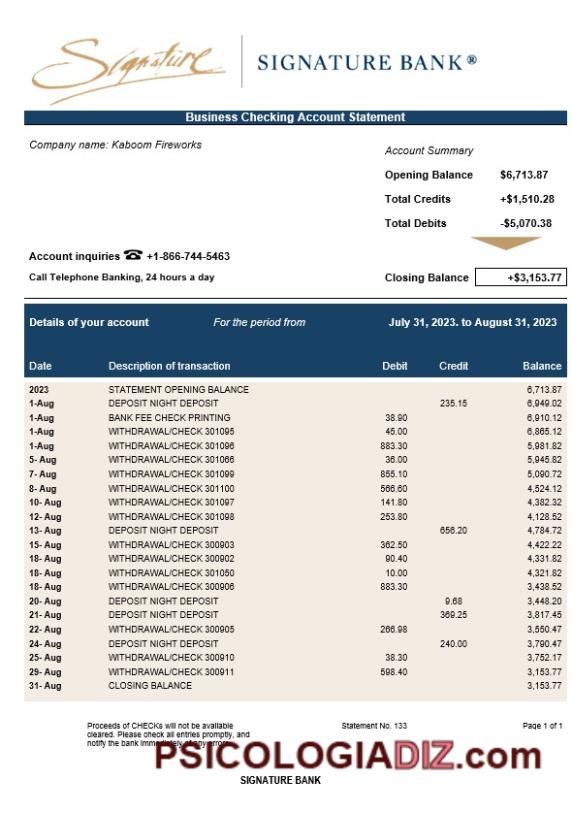 Signature
SIGNATURE BANK®
Business Checking Account Statement
Company name: Kaboom Fireworks
Account Summary
Opening Balance $6,713.87
Total Credits +$1,510.28
Total Debits -$5,070.38
Account inquiries ☎ +1-866-744-5463
Call Telephone Banking, 24 hours a day
Closing Balance +$3,153.77
Details of your account For the period from July 31, 2023. to August 31, 2023
Date Description of transaction Debit Credit Balance
2023 STATEMENT OPENING BALANCE 6,713.87
1-Aug DEPOSIT NIGHT DEPOSIT 235.15 6,949.02
1-Aug BANK FEE CHECK PRINTING 38.90 6,910.12
1-Aug WITHDRAWAL/CHECK 301095 45.00 6,865.12
1-Aug WITHDRAWAL/CHECK 301096 883.30 5,981.82
5- Aug WITHDRAWAL/CHECK 301066 36.00 5,945.82
7- Aug WITHDRAWAL/CHECK 301099 855.10 5,090.72
8- Aug WITHDRAWAL/CHECK 301100 566.60 4,524.12
10- Aug WITHDRAWAL/CHECK 301097 141.80 4,382.32
12- Aug WITHDRAWAL/CHECK 301098 253.80 4,128.52
13- Aug DEPOSIT NIGHT DEPOSIT 656.20 4,784.72
15- Aug WITHDRAWAL/CHECK 300903 362.50 4,422.22
18- Aug WITHDRAWAL/CHECK 300902 90.40 4,331.82
18- Aug WITHDRAWAL/CHECK 301050 10.00 4,321.82
18- Aug WITHDRAWAL/CHECK 300906 883.30 3,438.52
20- Aug DEPOSIT NIGHT DEPOSIT 9.68 3,448.20
21- Aug DEPOSIT NIGHT DEPOSIT 369.25 3,817.45
22- Aug WITHDRAWAL/CHECK 300905 266.98 3,550.47
24- Aug DEPOSIT NIGHT DEPOSIT 240.00 3,790.47
25- Aug WITHDRAWAL/CHECK 300910 38.30 3,752.17
29- Aug WITHDRAWAL/CHECK 300911 598.40 3,153.77
31- Aug CLOSING BALANCE 3,153.77
Proceeds of CHECKs will not be available Statement No. 133 Page 1 of 1
cleared. Please check all entries promptly, and
notify the bank immediately of any errors.
PSICOLOGIADIZ.com
SIGNATURE BANK